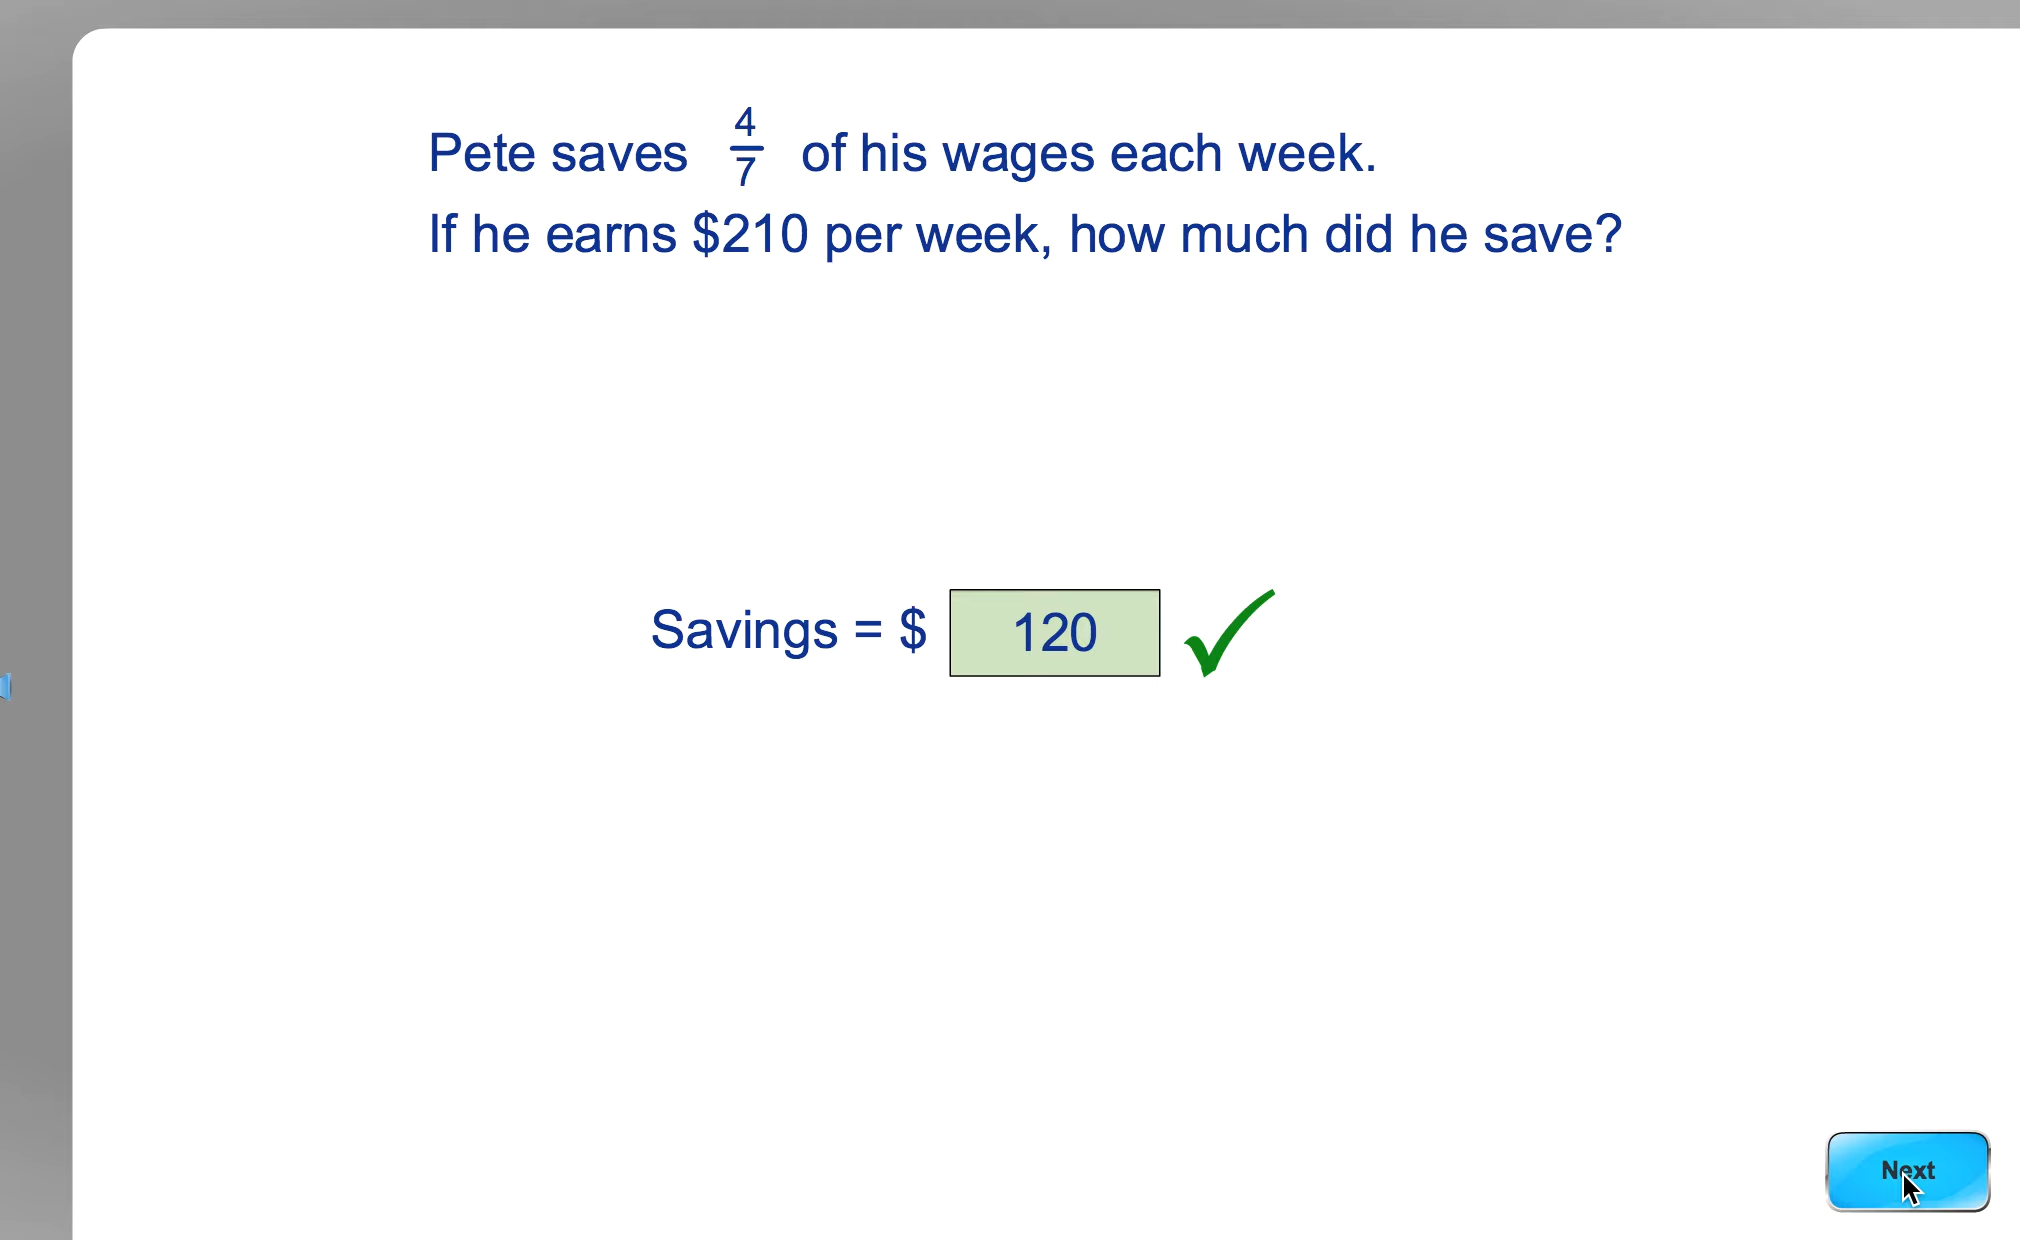 Pete saves 4/7 of his wages each week.
If he earns $210 per week, how much did he save?
Savings = $ 120
Next